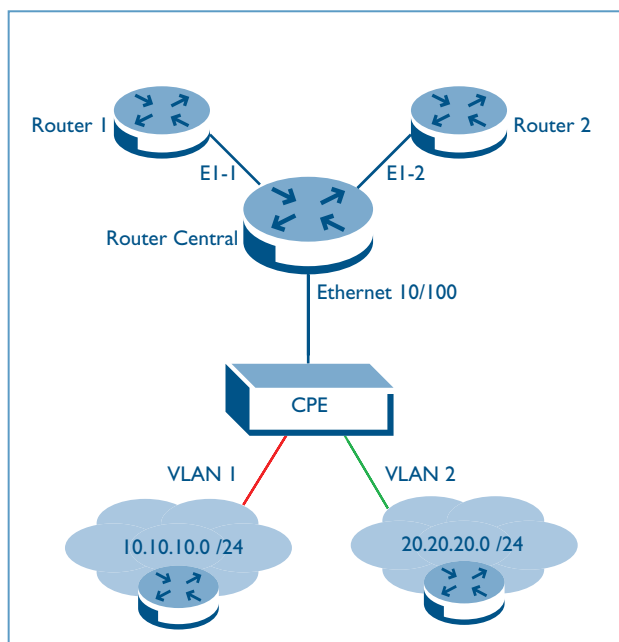 Router 1
Router 2
E1-1
E1-2
Router Central
Ethernet 10/100
CPE
VLAN 1
VLAN 2
10.10.10.0 /24
20.20.20.0 /24